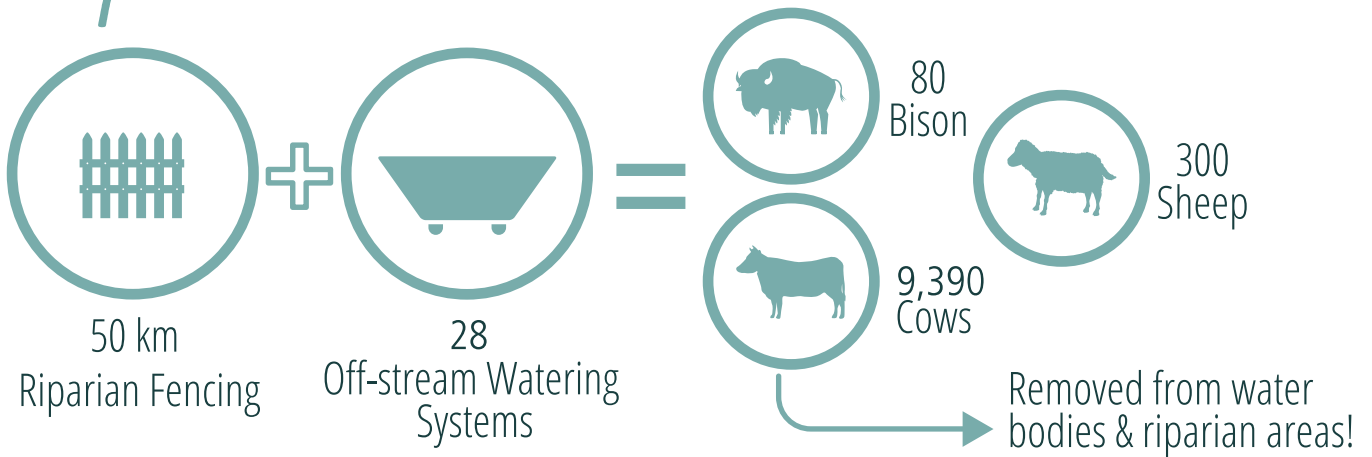 50 km
Riparian Fencing
28
Off-stream Watering
Systems
80
Bison
300
Sheep
9,390
Cows
Removed from water
bodies & riparian areas!